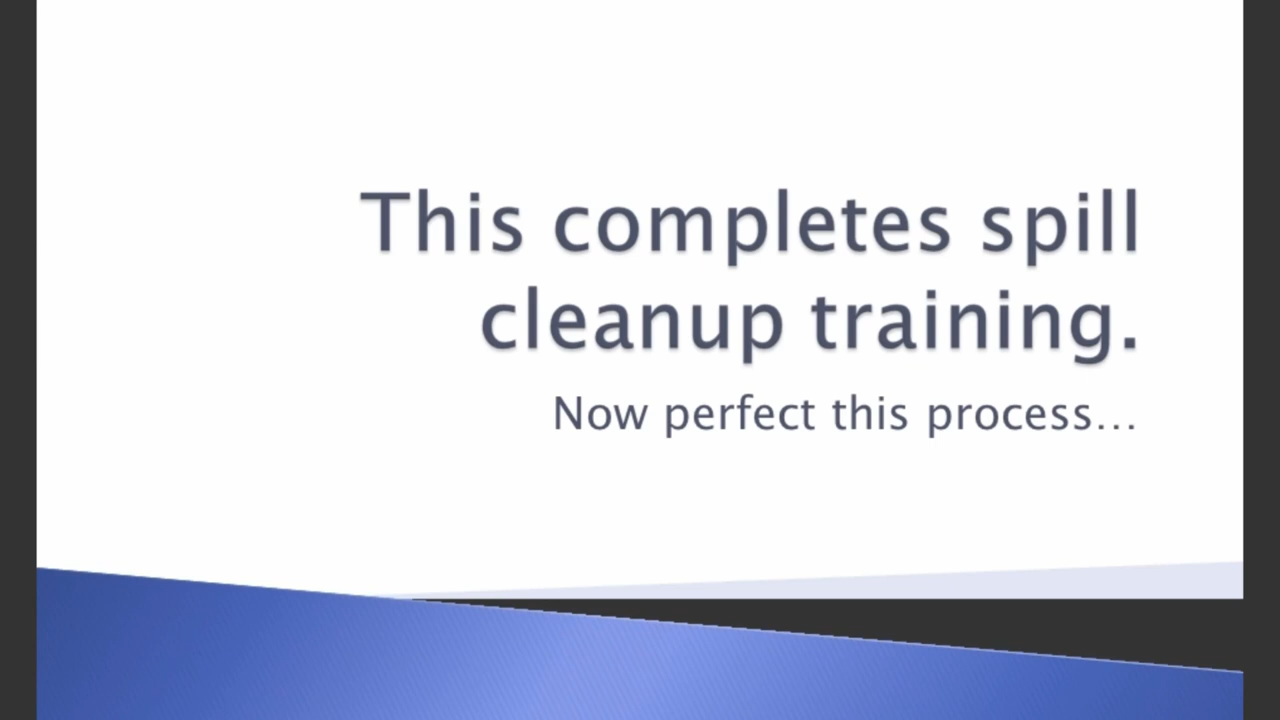 This completes spill
cleanup training.
Now perfect this process…